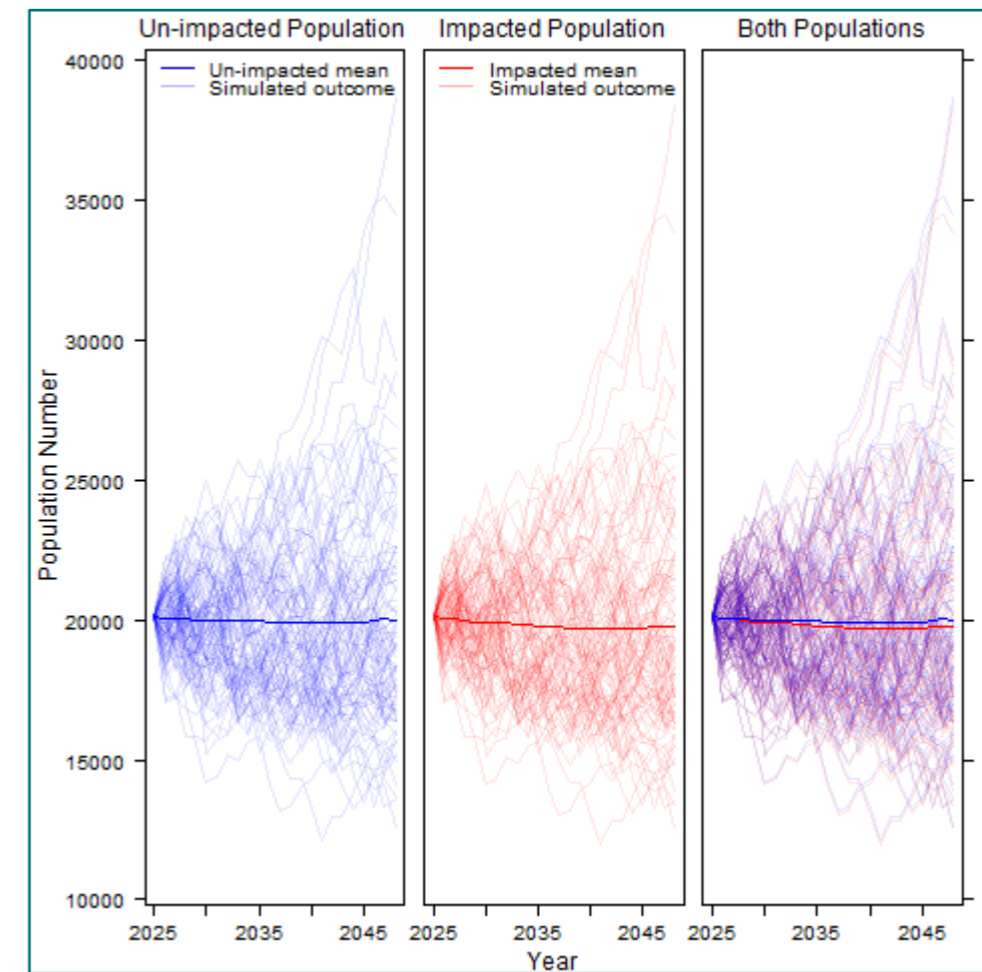 Un-impacted Population
Impacted Population
Both Populations
Un-impacted mean
Simulated outcome
Impacted mean
Simulated outcome
Population Number
40000
35000
30000
25000
20000
15000
10000
2025 2035 2045
2025 2035 2045
2025 2035 2045
Year